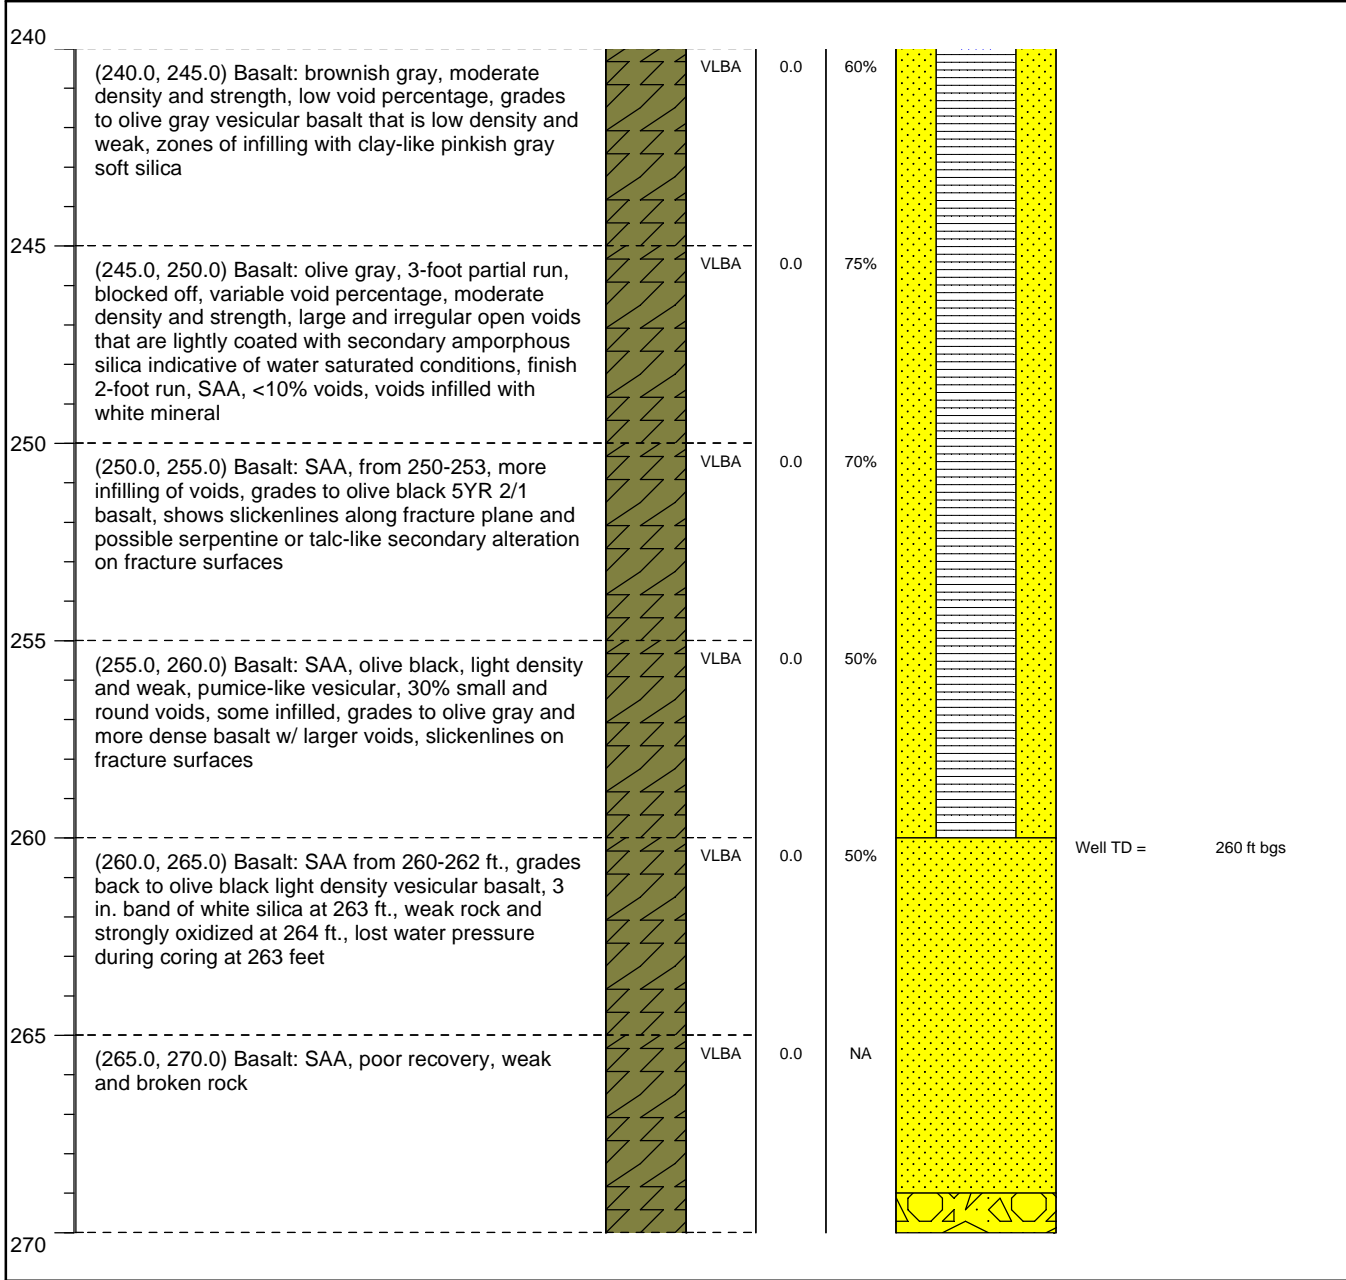 240
(240.0, 245.0) Basalt: brownish gray, moderate
density and strength, low void percentage, grades
to olive gray vesicular basalt that is low density and
weak, zones of infilling with clay-like pinkish gray
soft silica
VLBA 0.0 60%
245
(245.0, 250.0) Basalt: olive gray, 3-foot partial run,
blocked off, variable void percentage, moderate
density and strength, large and irregular open voids
that are lightly coated with secondary amporphous
silica indicative of water saturated conditions, finish
2-foot run, SAA, <10% voids, voids infilled with
white mineral
VLBA 0.0 75%
250
(250.0, 255.0) Basalt: SAA, from 250-253, more
infilling of voids, grades to olive black 5YR 2/1
basalt, shows slickenlines along fracture plane and
possible serpentine or talc-like secondary alteration
on fracture surfaces
VLBA 0.0 70%
255
(255.0, 260.0) Basalt: SAA, olive black, light density
and weak, pumice-like vesicular, 30% small and
round voids, some infilled, grades to olive gray and
more dense basalt w/ larger voids, slickenlines on
fracture surfaces
VLBA 0.0 50%
260
(260.0, 265.0) Basalt: SAA from 260-262 ft., grades
back to olive black light density vesicular basalt, 3
in. band of white silica at 263 ft., weak rock and
strongly oxidized at 264 ft., lost water pressure
during coring at 263 feet
VLBA 0.0 50%
Well TD = 260 ft bgs
265
(265.0, 270.0) Basalt: SAA, poor recovery, weak
and broken rock
VLBA 0.0 NA
270